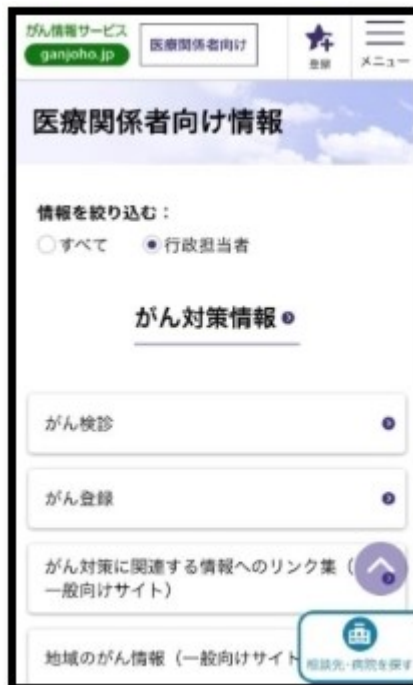 がん情報サービス
ganjoho.jp
医療関係者向け
登録
メニュー
医療関係者向け情報
情報を絞り込む：
すべて
行政担当者
がん対策情報
がん検診
がん登録
がん対策に関連する情報へのリンク集（
一般向けサイト）
地域のがん情報（一般向けサイト
相談先・病院を探す